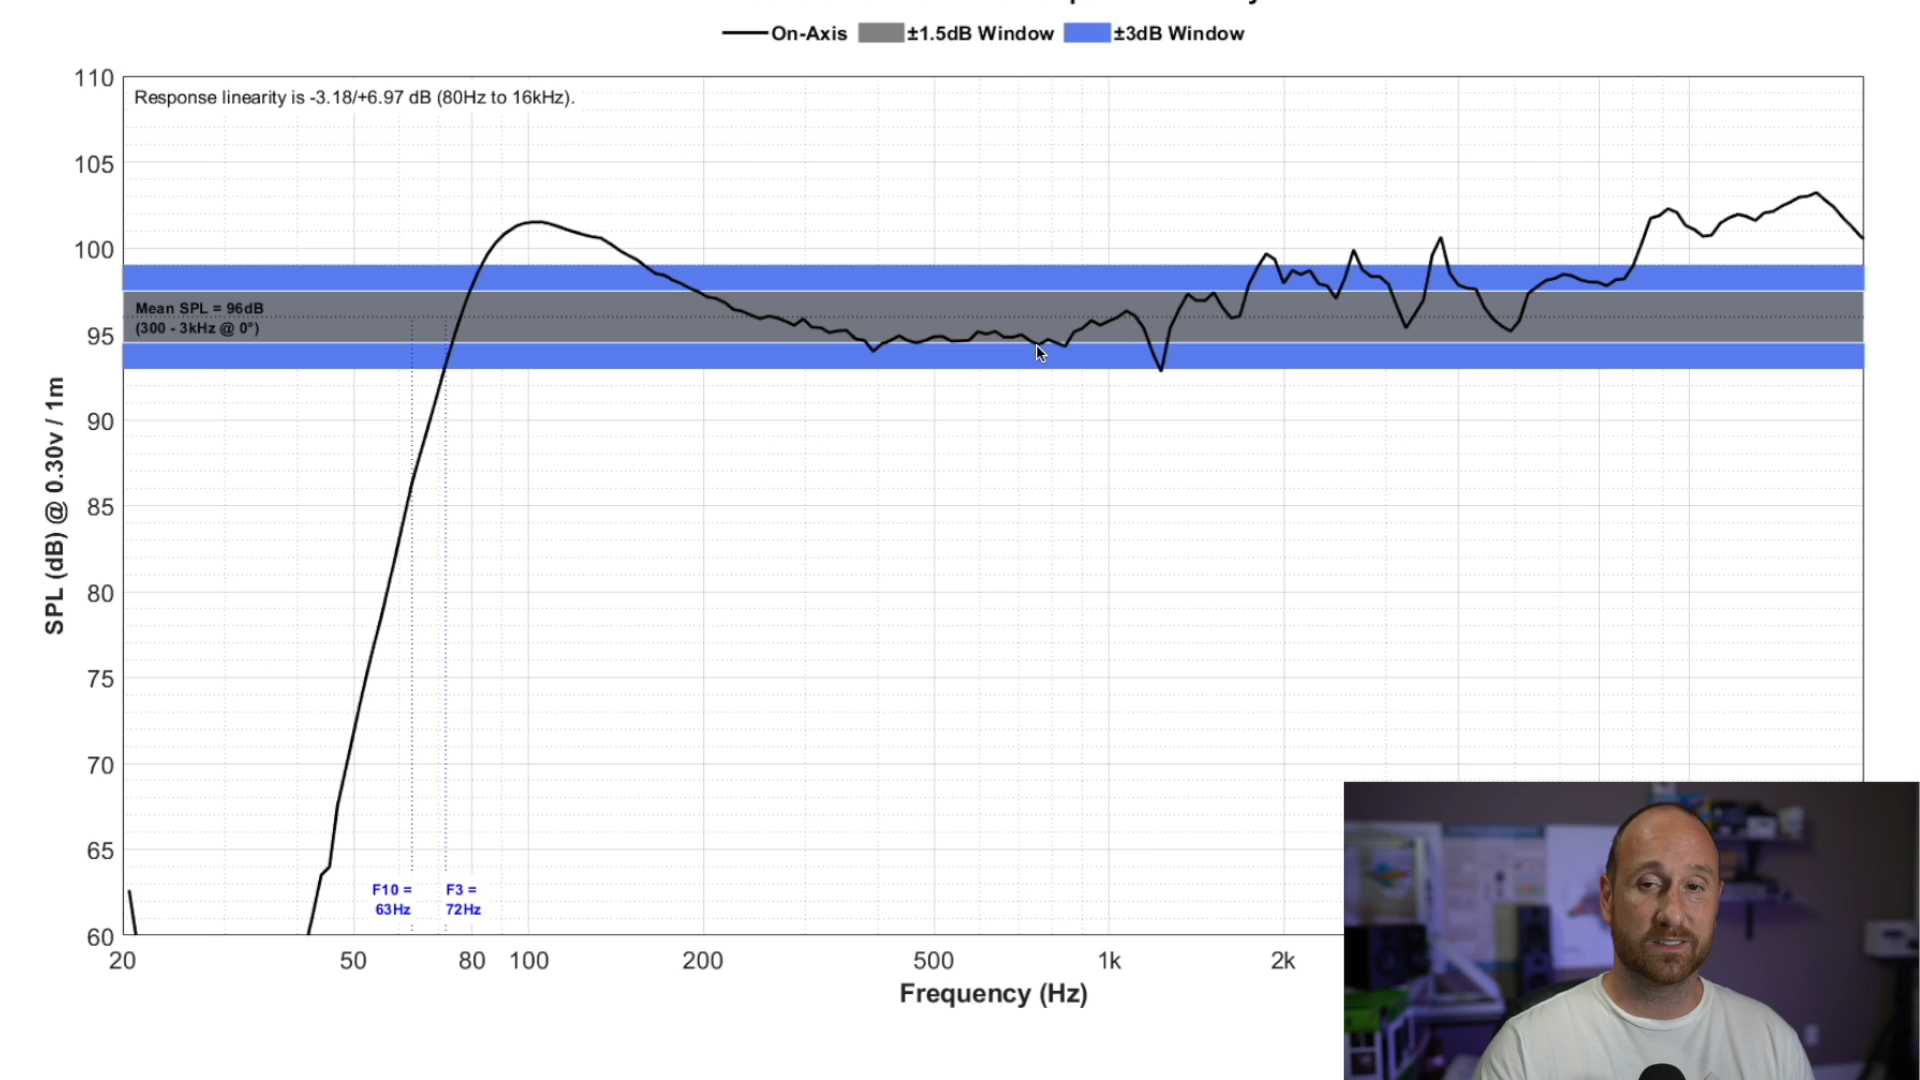 On-Axis ±1.5dB Window ±3dB Window
110
Response linearity is -3.18/+6.97 dB (80Hz to 16kHz).
105
100
Mean SPL = 96dB
(300 - 3kHz @ 0°)
95
90
85
80
75
70
65
60
SPL (dB) @ 0.30v / 1m
F10 =
63Hz
F3 =
72Hz
20 50 80 100 200 500 1k 2k
Frequency (Hz)